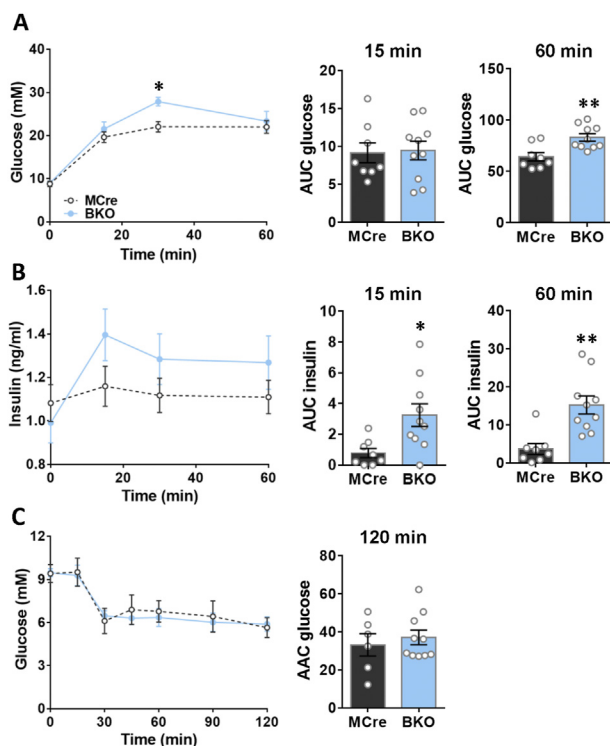 A
Glucose (mM)
40
30
20
10
0
*
MCre
BKO
0 20 40 60
Time (min)
15 min
AUC glucose
20
15
10
5
0
MCre BKO
60 min
AUC glucose
100
50
0
**
MCre BKO
B
Insulin (ng/ml)
1.6
1.4
1.2
1.0
0.8
0 20 40 60
Time (min)
15 min
AUC insulin
10
8
6
4
2
0
*
MCre BKO
60 min
AUC insulin
40
30
20
10
0
**
MCre BKO
C
Glucose (mM)
12
9
6
3
0
0 30 60 90 120
Time (min)
120 min
AAC glucose
80
60
40
20
0
MCre BKO